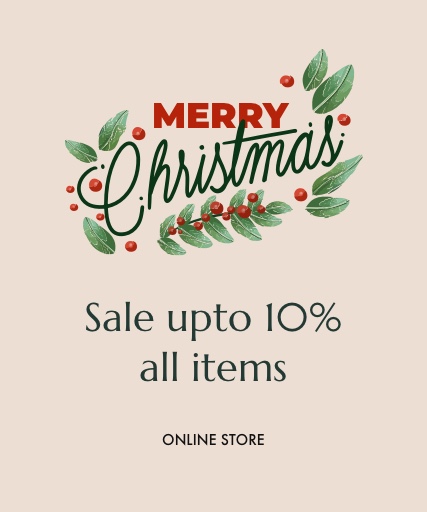 MERRY
Christmas
Sale upto 10%
all items
ONLINE STORE